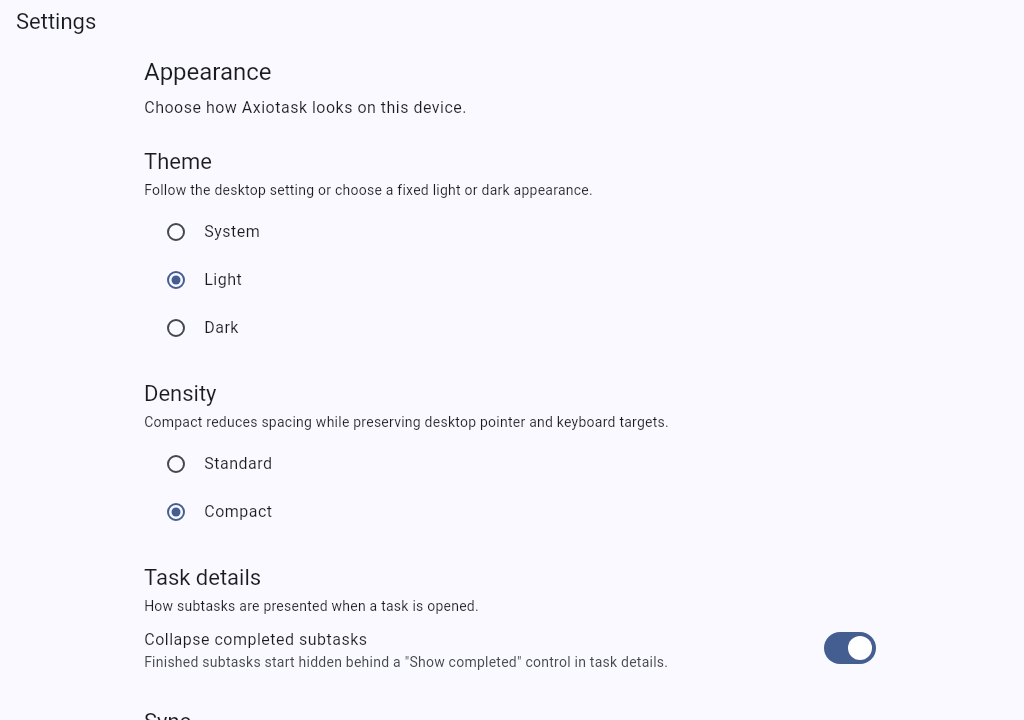 Settings
Appearance
Choose how Axiotask looks on this device.
Theme
Follow the desktop setting or choose a fixed light or dark appearance.
System
Light
Dark
Density
Compact reduces spacing while preserving desktop pointer and keyboard targets.
Standard
Compact
Task details
How subtasks are presented when a task is opened.
Collapse completed subtasks
Finished subtasks start hidden behind a "Show completed" control in task details.
Sync